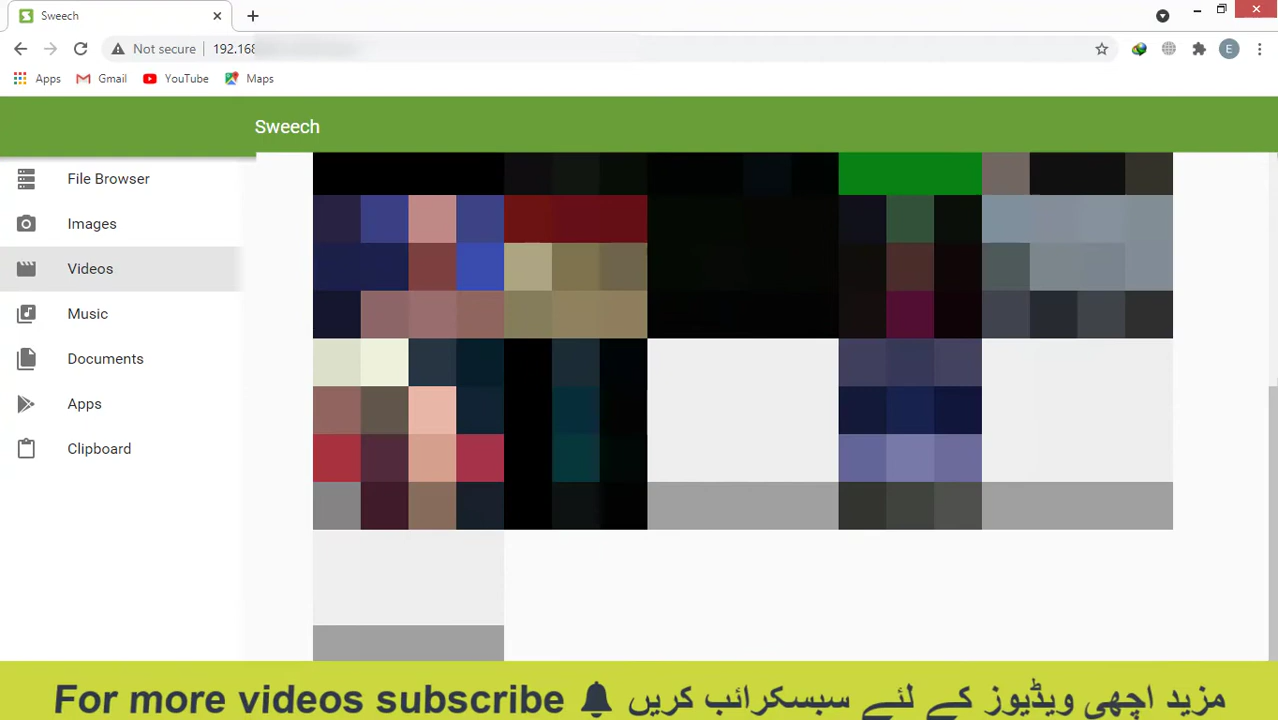 Sweech
Not secure 192.168
Apps Gmail YouTube Maps
E
Sweech
File Browser
Images
Videos
Music
Documents
Apps
Clipboard
For more videos subscribe مزید اچھی ویڈیوز کے لئے سبسکرائب کریں